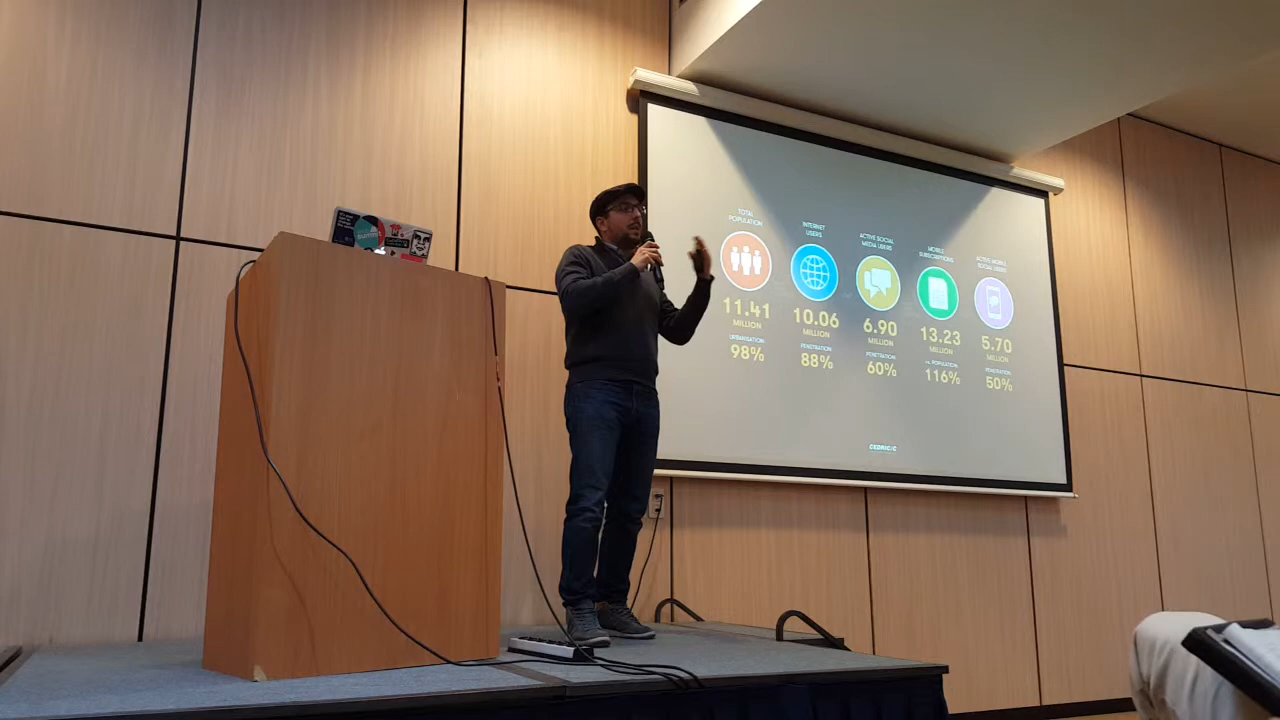 TOTAL
POPULATION
11.41
MILLION
URBANISATION:
98%
INTERNET
USERS
10.06
MILLION
PENETRATION:
88%
ACTIVE SOCIAL
MEDIA USERS
6.90
MILLION
PENETRATION:
60%
MOBILE
SUBSCRIPTIONS
13.23
MILLION
vs. POPULATION:
116%
ACTIVE MOBILE
SOCIAL USERS
5.70
MILLION
PENETRATION:
50%